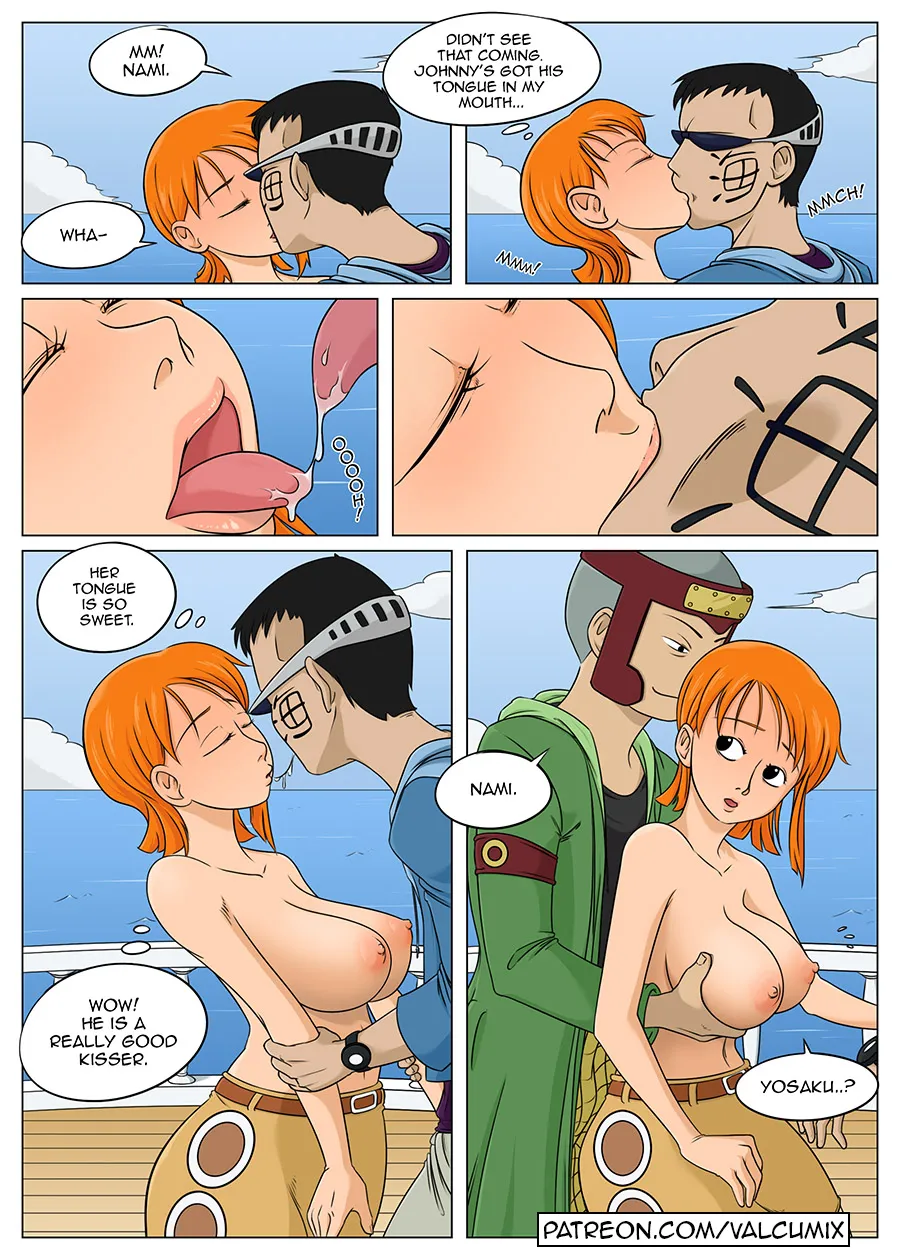 MM!
NAMI.
DIDN'T SEE
THAT COMING.
JOHNNY'S GOT HIS
TONGUE IN MY
MOUTH...
WHA-
MMM!
MMCH!
OOOOH!
HER
TONGUE
IS SO
SWEET.
WOW!
HE IS A
REALLY GOOD
KISSER.
NAMI.
YOSAKU..?
PATREON.COM/VALCUMIX